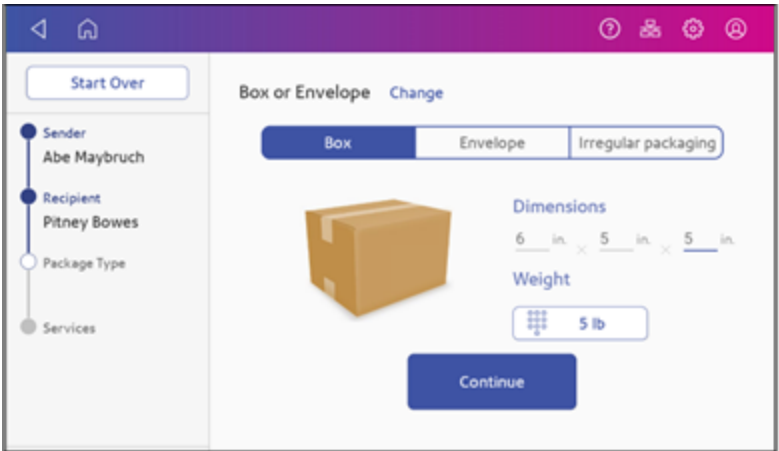 Start Over
Sender
Abe Maybruch
Recipient
Pitney Bowes
Package Type
Services
Box or Envelope Change
Box Envelope Irregular packaging
Dimensions
6 in. × 5 in. × 5 in.
Weight
5 lb
Continue